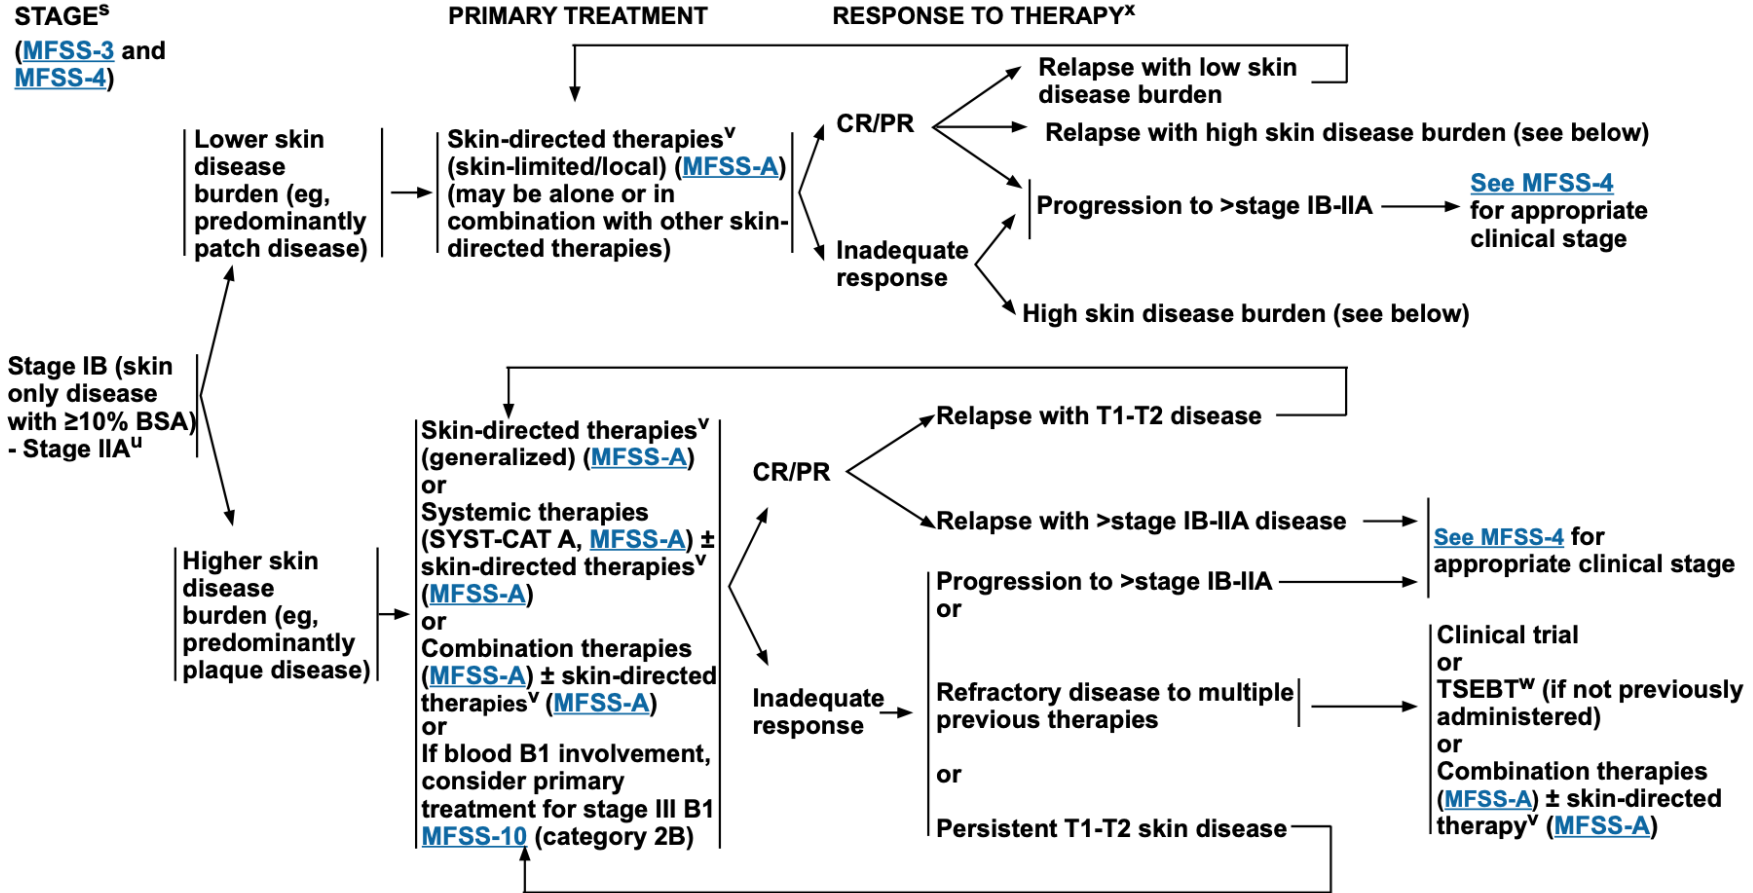 STAGEˢ
(MFSS-3 and
MFSS-4)
PRIMARY TREATMENT
RESPONSE TO THERAPYˣ
Lower skin
disease
burden (eg,
predominantly
patch disease)
Skin-directed therapiesᵛ
(skin-limited/local) (MFSS-A)
(may be alone or in
combination with other skin-
directed therapies)
CR/PR
Relapse with low skin
disease burden
Relapse with high skin disease burden (see below)
Progression to >stage IB-IIA
See MFSS-4
for appropriate
clinical stage
Inadequate
response
High skin disease burden (see below)
Stage IB (skin
only disease
with ≥10% BSA)
- Stage IIAᵘ
Higher skin
disease
burden (eg,
predominantly
plaque disease)
Skin-directed therapiesᵛ
(generalized) (MFSS-A)
or
Systemic therapies
(SYST-CAT A, MFSS-A) ±
skin-directed therapiesᵛ
(MFSS-A)
or
Combination therapies
(MFSS-A) ± skin-directed
therapiesᵛ (MFSS-A)
or
If blood B1 involvement,
consider primary
treatment for stage III B1
MFSS-10 (category 2B)
CR/PR
Relapse with T1-T2 disease
Relapse with >stage IB-IIA disease
Inadequate
response
Progression to >stage IB-IIA
or
Refractory disease to multiple
previous therapies
or
Persistent T1-T2 skin disease
See MFSS-4 for
appropriate clinical stage
Clinical trial
or
TSEBTʷ (if not previously
administered)
or
Combination therapies
(MFSS-A) ± skin-directed
therapyᵛ (MFSS-A)